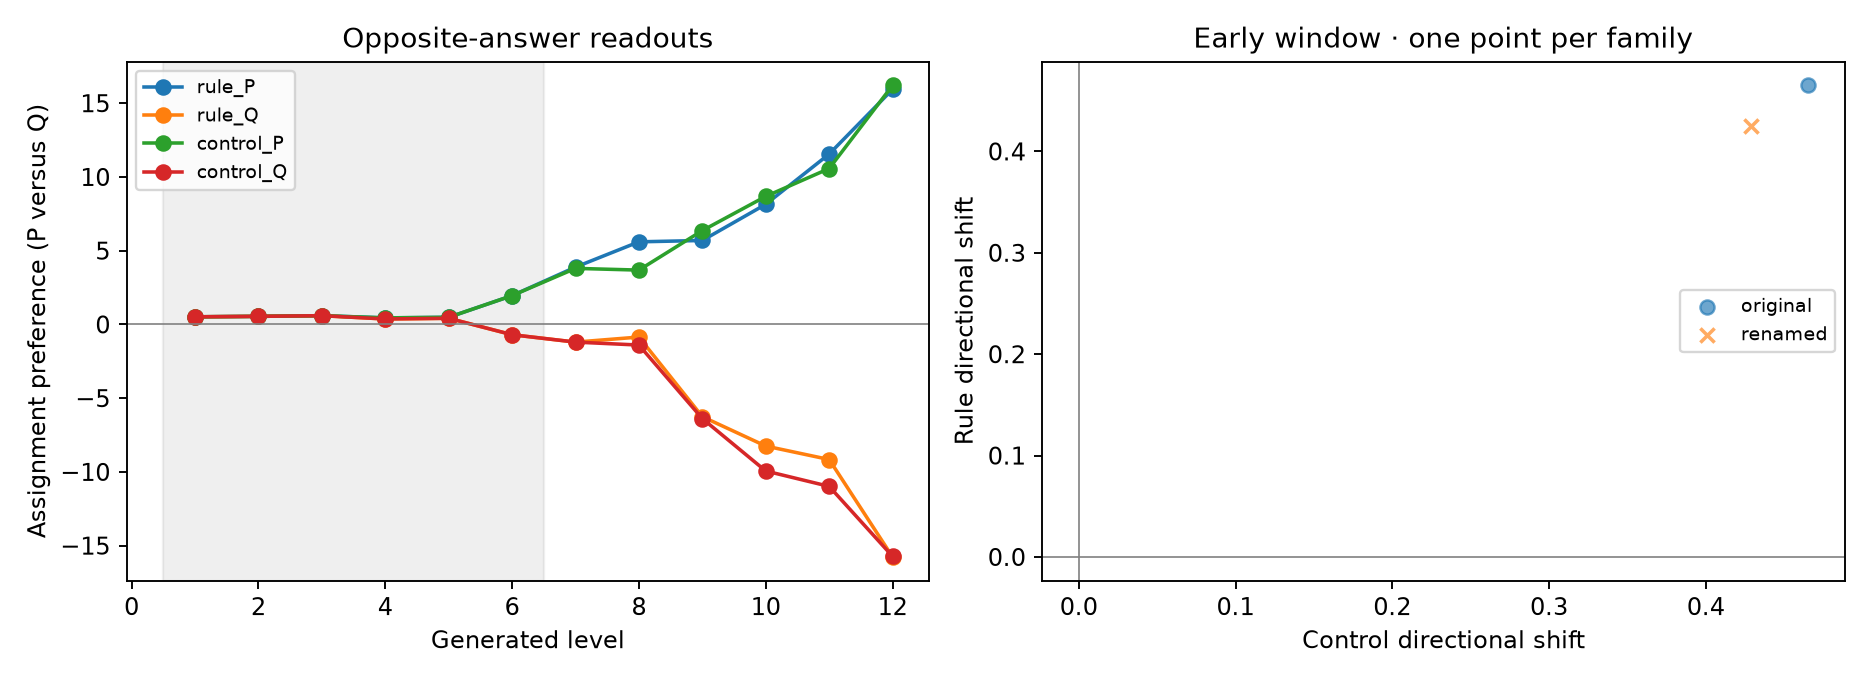 Opposite-answer readouts
Assignment preference (P versus Q)
15
10
5
0
−5
−10
−15
rule_P
rule_Q
control_P
control_Q
0
2
4
6
8
10
12
Generated level
Early window · one point per family
Rule directional shift
0.4
0.3
0.2
0.1
0.0
original
renamed
0.0
0.1
0.2
0.3
0.4
Control directional shift